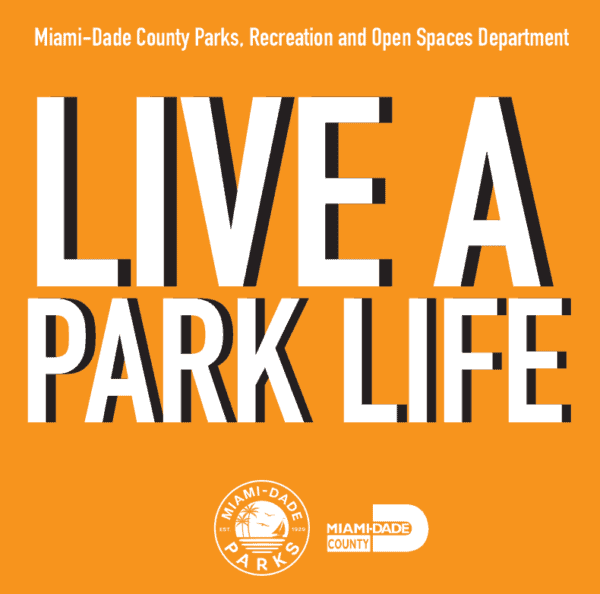 Miami-Dade County Parks, Recreation and Open Spaces Department
LIVE A
PARK LIFE
MIAMI-DADE
EST 1929
PARKS
MIAMI-DADE
COUNTY